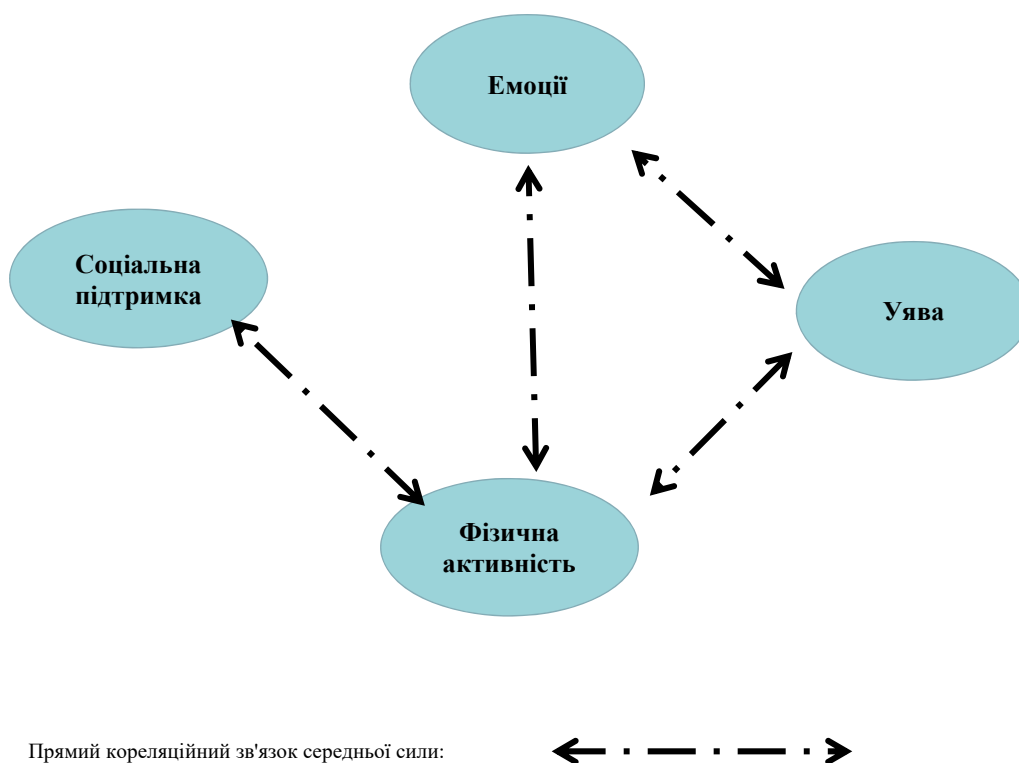 Емоції
Соціальна
підтримка
Уява
Фізична
активність
Прямий кореляційний зв'язок середньої сили: